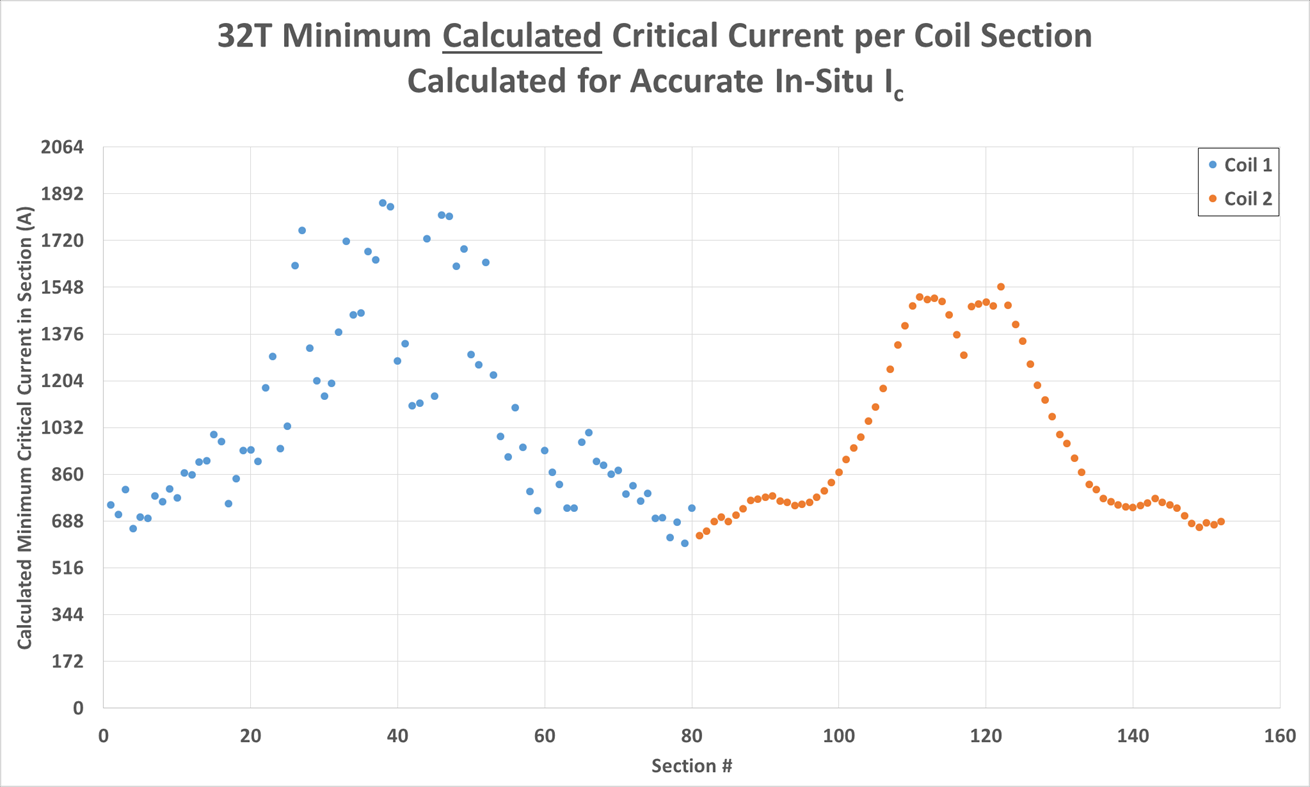 32T Minimum Calculated Critical Current per Coil Section
Calculated for Accurate In-Situ Ic
Calculated Minimum Critical Current in Section (A)
2064
1892
1720
1548
1376
1204
1032
860
688
516
344
172
0
Coil 1
Coil 2
0 20 40 60 80 100 120 140 160
Section #